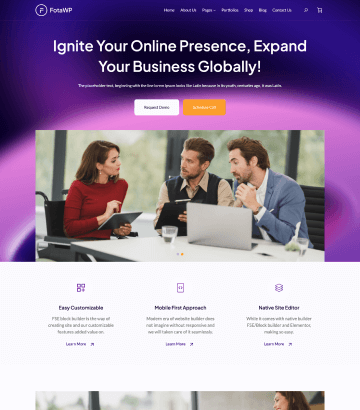 FotaWP
Home About Us Pages Portfolios Shop Blog Contact Us
Ignite Your Online Presence, Expand
Your Business Globally!
The placeholder text, beginning with the line lorem ipsum looks like Latin because in its youth, centuries ago, it was Latin.
Request Demo
Schedule Call
Easy Customizable
FSE/block builder is the way of
creating site and our customizable
features added value on.
Learn More
Mobile First Approach
Modern era of website builder does
not imagine without responsive and
we will taken care of it seamlessly.
Learn More
Native Site Editor
While it comes with native builder
FSE/Block builder and Elementor,
making so easy.
Learn More